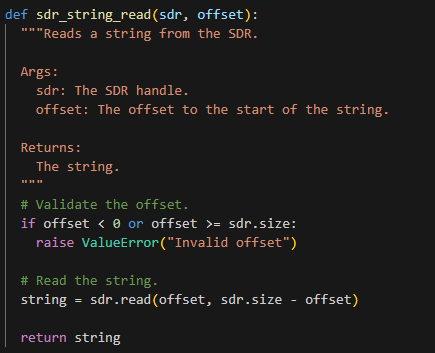 def sdr_string_read(sdr, offset):
  """Reads a string from the SDR.

  Args:
    sdr: The SDR handle.
    offset: The offset to the start of the string.

  Returns:
    The string.
  """
  # Validate the offset.
  if offset < 0 or offset >= sdr.size:
    raise ValueError("Invalid offset")

  # Read the string.
  string = sdr.read(offset, sdr.size - offset)

  return string